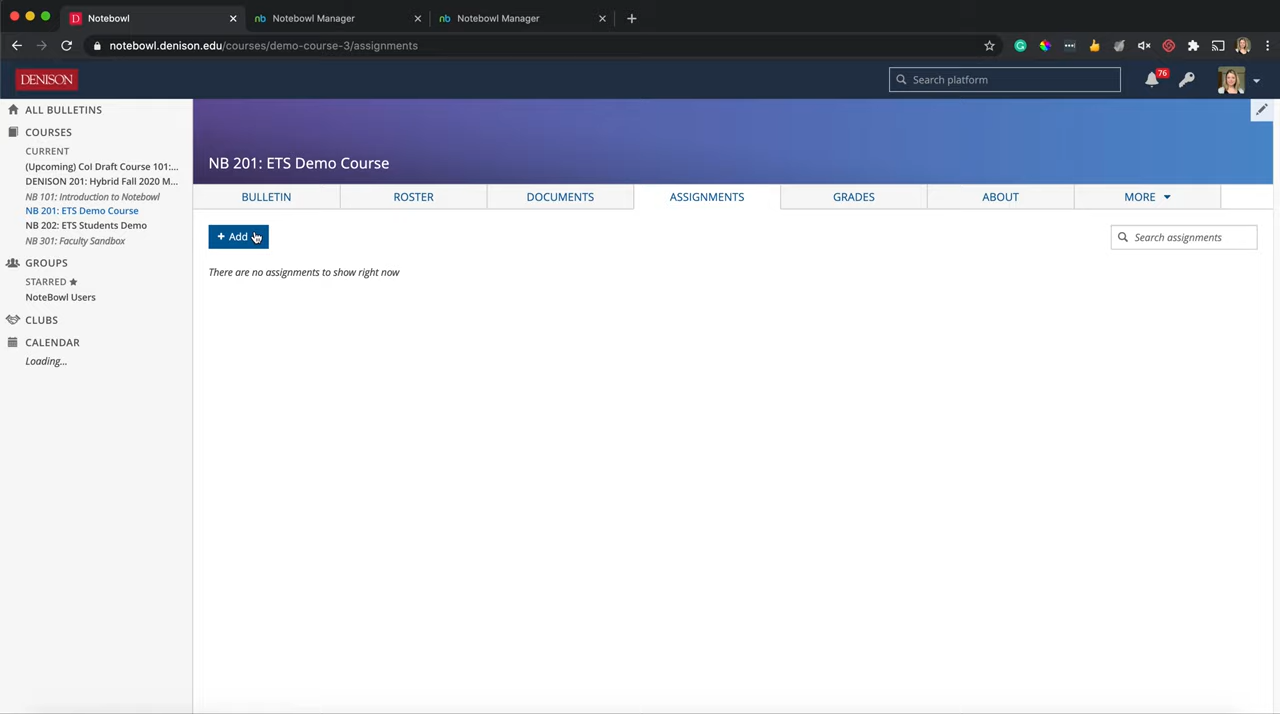 Notebowl
Notebowl Manager
Notebowl Manager
notebowl.denison.edu/courses/demo-course-3/assignments
DENISON
Search platform
76
ALL BULLETINS
COURSES
CURRENT
(Upcoming) CoI Draft Course 101:...
DENISON 201: Hybrid Fall 2020 M...
NB 101: Introduction to Notebowl
NB 201: ETS Demo Course
NB 202: ETS Students Demo
NB 301: Faculty Sandbox
GROUPS
STARRED
NoteBowl Users
CLUBS
CALENDAR
Loading...
NB 201: ETS Demo Course
BULLETIN
ROSTER
DOCUMENTS
ASSIGNMENTS
GRADES
ABOUT
MORE
+ Add
Search assignments
There are no assignments to show right now